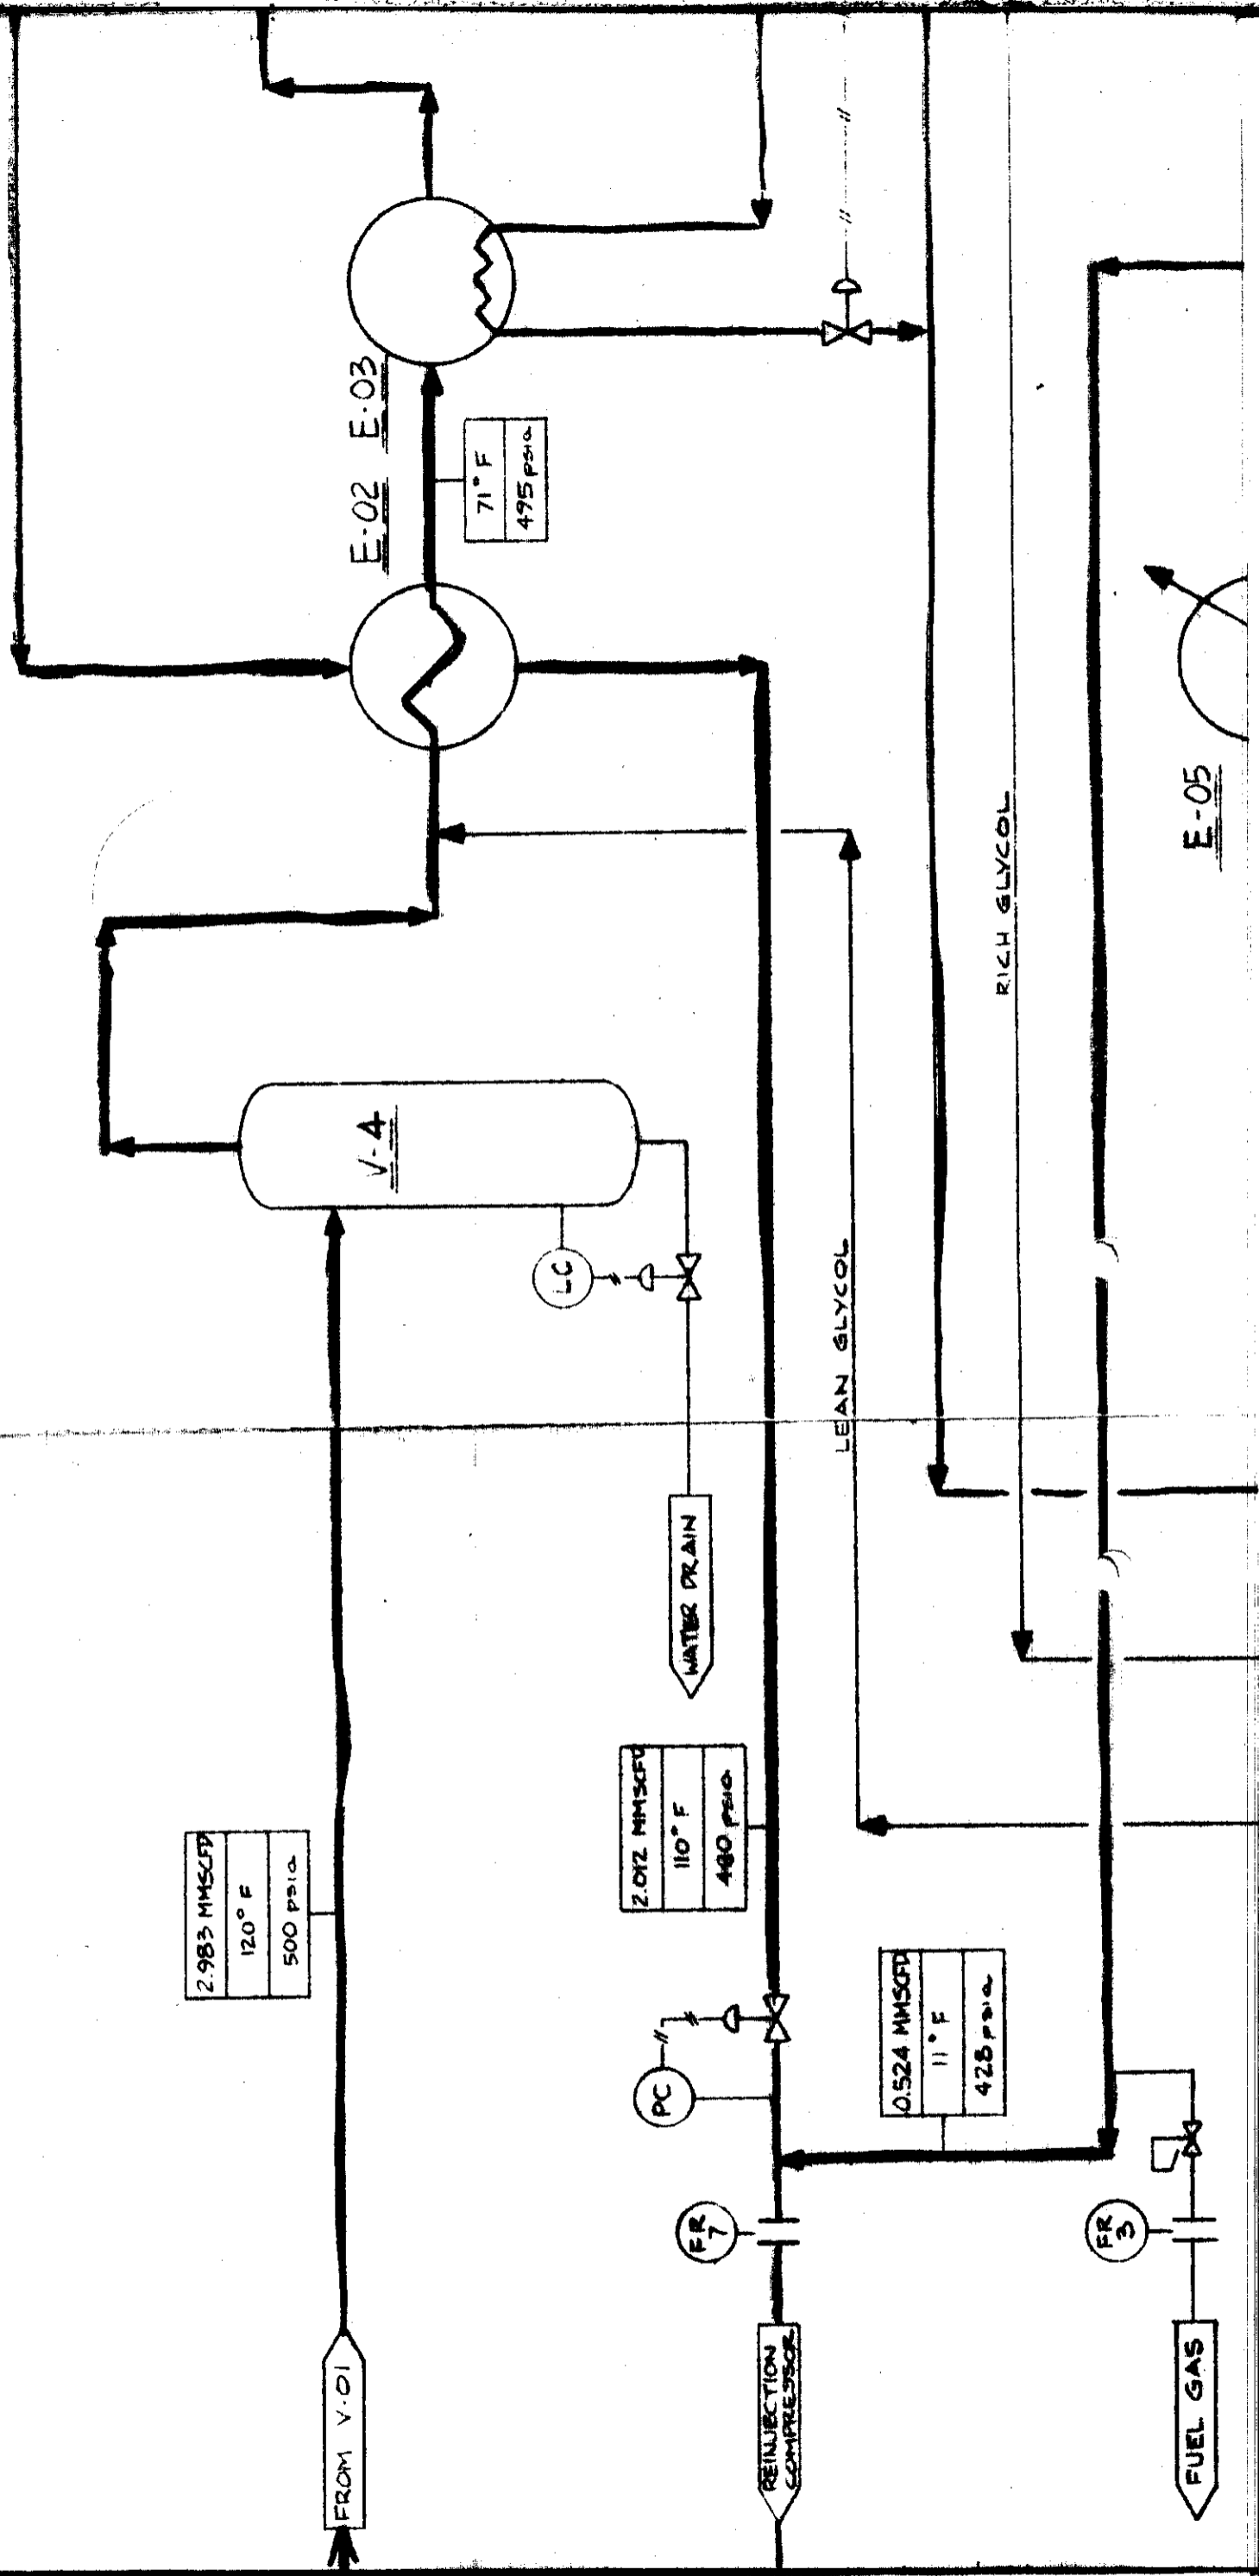 FROM V-01
2.983 MMSCFD
120° F
500 psia
V-4
LC
WATER DRAIN
E-02
E-03
71° F
495 psia
2.012 MMSCFD
110° F
480 psia
PC
FR
7
REINJECTION
COMPRESSOR
LEAN GLYCOL
RICH GLYCOL
0.524 MMSCFD
11° F
428 psia
E-05
FR
3
FUEL GAS